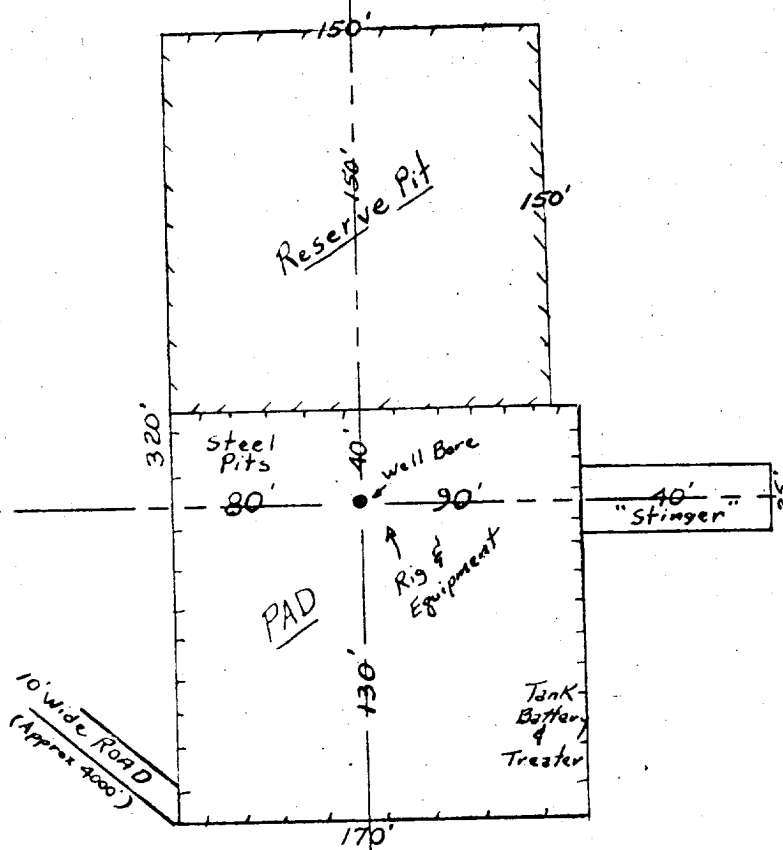 150'
150'
Reserve Pit
150'
320'
Steel
Pits
40'
Well Bore
80'
90'
40'
"Stinger"
Rig &
Equipment
PAD
130'
10' Wide ROAD
(Approx 4000')
Tank
Battery
&
Treater
170'